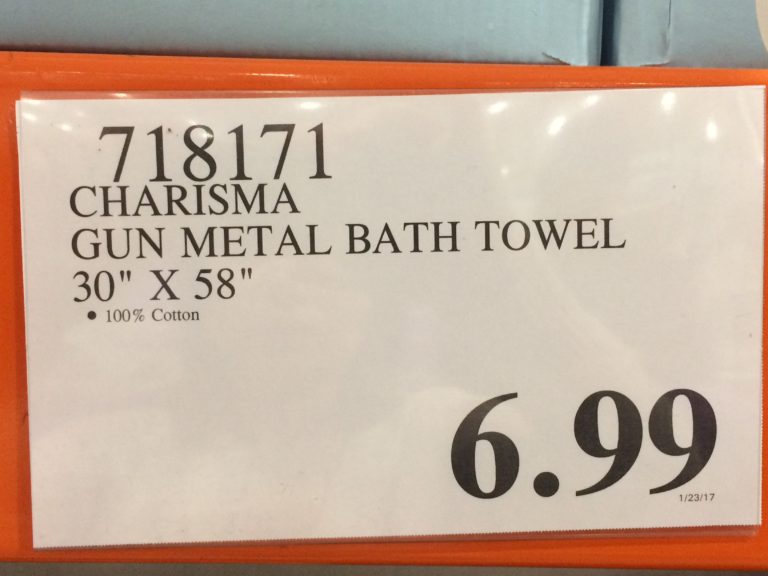 718171
CHARISMA
GUN METAL BATH TOWEL
30" X 58"
• 100% Cotton
6.99
1/23/17